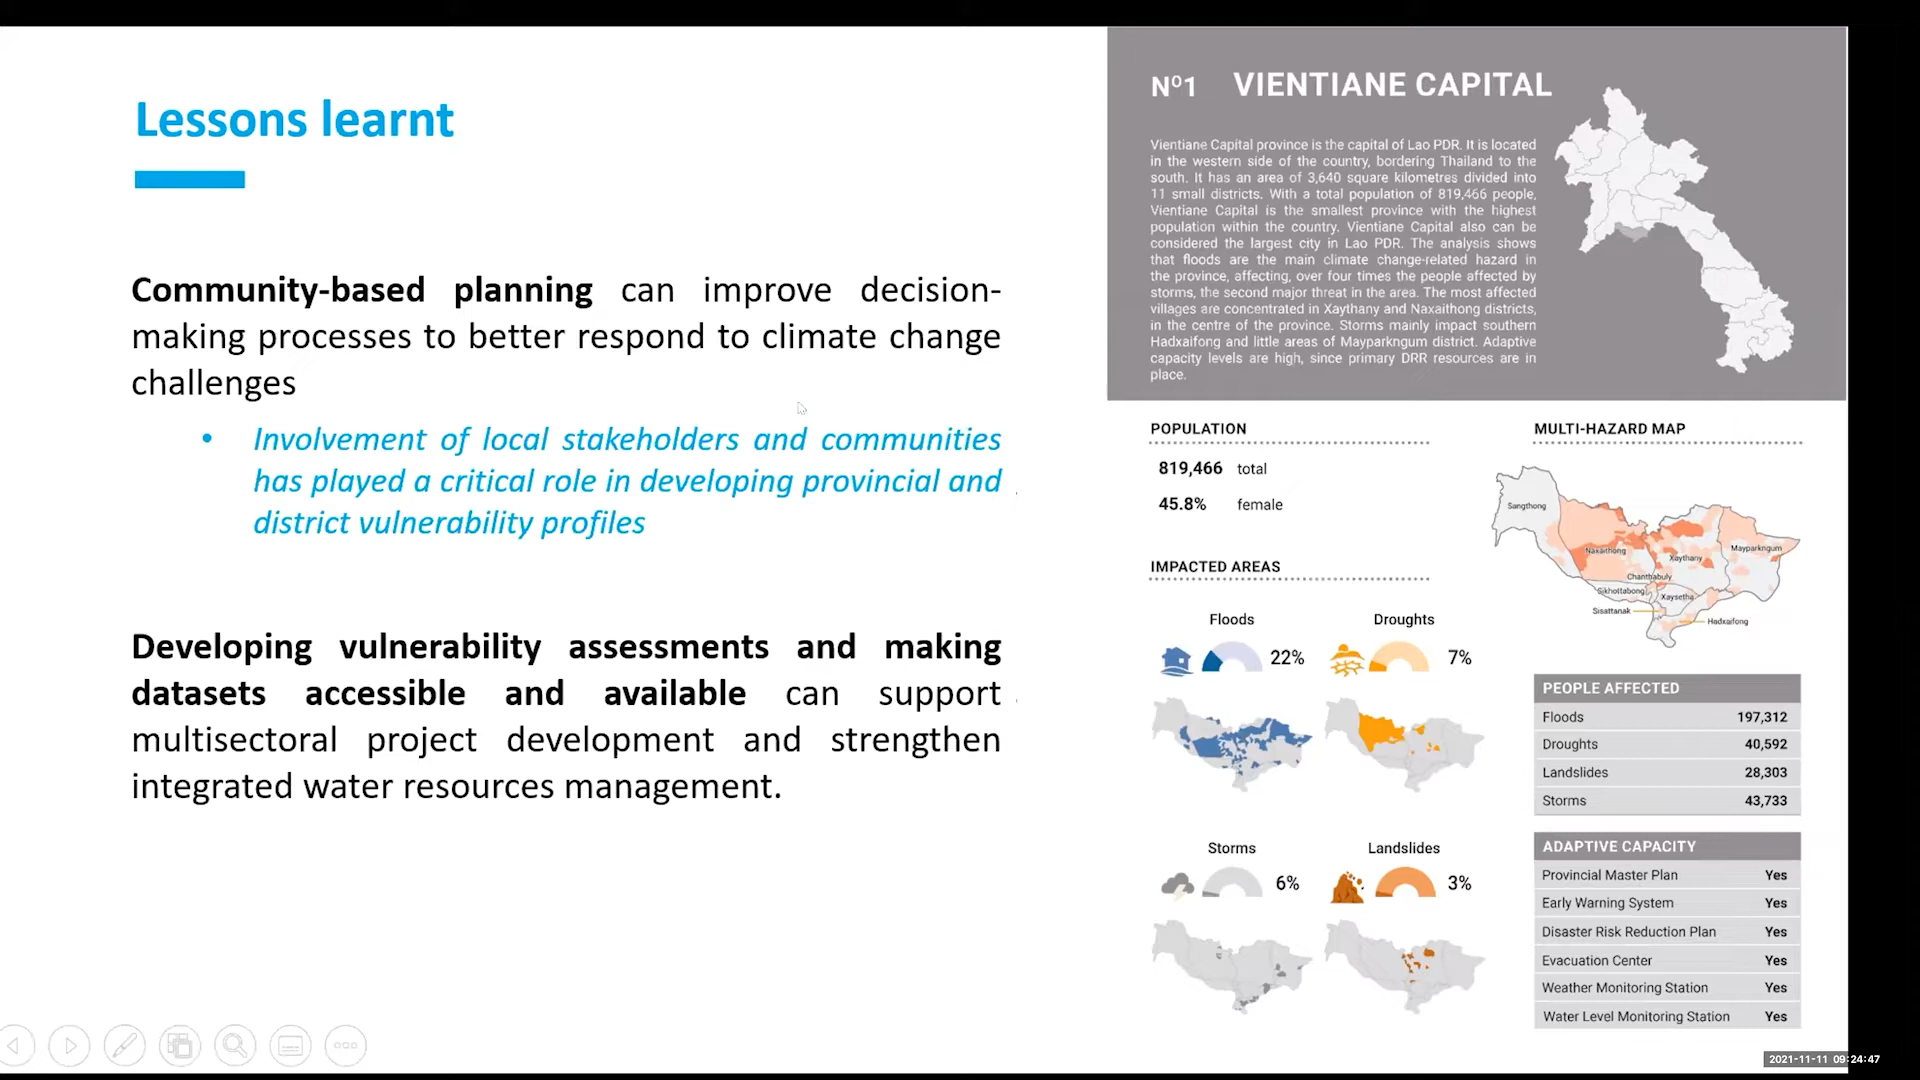 Lessons learnt
Community-based planning can improve decision-
making processes to better respond to climate change
challenges
• Involvement of local stakeholders and communities
has played a critical role in developing provincial and
district vulnerability profiles
Developing vulnerability assessments and making
datasets accessible and available can support
multisectoral project development and strengthen
integrated water resources management.
Nº1 VIENTIANE CAPITAL
Vientiane Capital province is the capital of Lao PDR. It is located
in the western side of the country, bordering Thailand to the
south. It has an area of 3,640 square kilometres divided into
11 small districts. With a total population of 819,466 people,
Vientiane Capital is the smallest province with the highest
population within the country. Vientiane Capital also can be
considered the largest city in Lao PDR. The analysis shows
that floods are the main climate change-related hazard in
the province, affecting, over four times the people affected by
storms, the second major threat in the area. The most affected
villages are concentrated in Xaythany and Naxaithong districts,
in the centre of the province. Storms mainly impact southern
Hadxaifong and little areas of Mayparkngum district. Adaptive
capacity levels are high, since primary DRR resources are in
place.
POPULATION
819,466 total
45.8% female
IMPACTED AREAS
Floods
22%
Droughts
7%
Storms
6%
Landslides
3%
MULTI-HAZARD MAP
Sangthong
Naxaithong
Xaythany
Mayparkngum
Chanthabuly
Sikhottabong
Xaysetha
Sisattanak
Hadxaifong
PEOPLE AFFECTED
Floods 197,312
Droughts 40,592
Landslides 28,303
Storms 43,733
ADAPTIVE CAPACITY
Provincial Master Plan Yes
Early Warning System Yes
Disaster Risk Reduction Plan Yes
Evacuation Center Yes
Weather Monitoring Station Yes
Water Level Monitoring Station Yes
2021-11-11 09:24:47